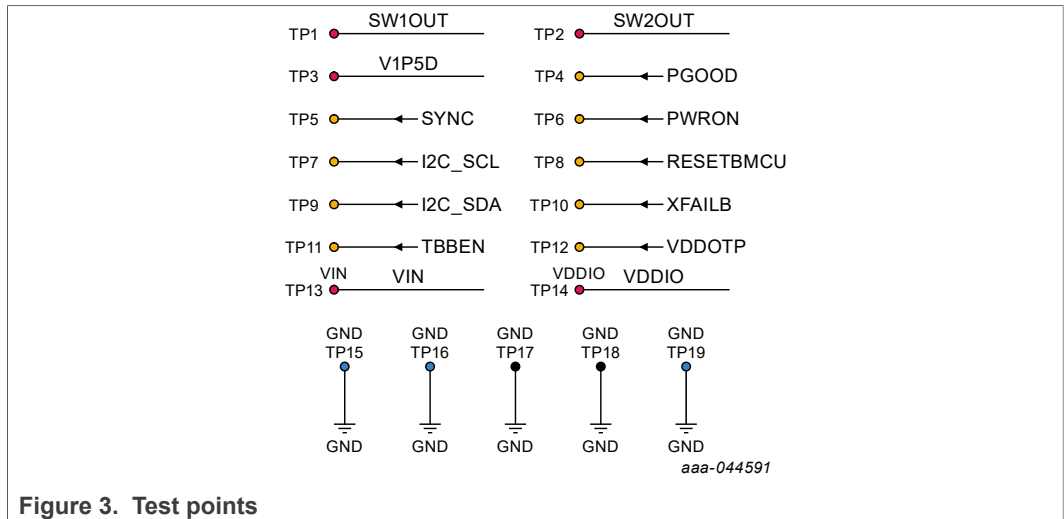 TP1 SW1OUT TP2 SW2OUT
TP3 V1P5D TP4 PGOOD
TP5 SYNC TP6 PWRON
TP7 I2C_SCL TP8 RESETBMCU
TP9 I2C_SDA TP10 XFAILB
TP11 TBBEN TP12 VDDOTP
VIN VIN VDDIO VDDIO
TP13 TP14
GND GND GND GND GND
TP15 TP16 TP17 TP18 TP19
GND GND GND GND GND
aaa-044591
Figure 3. Test points